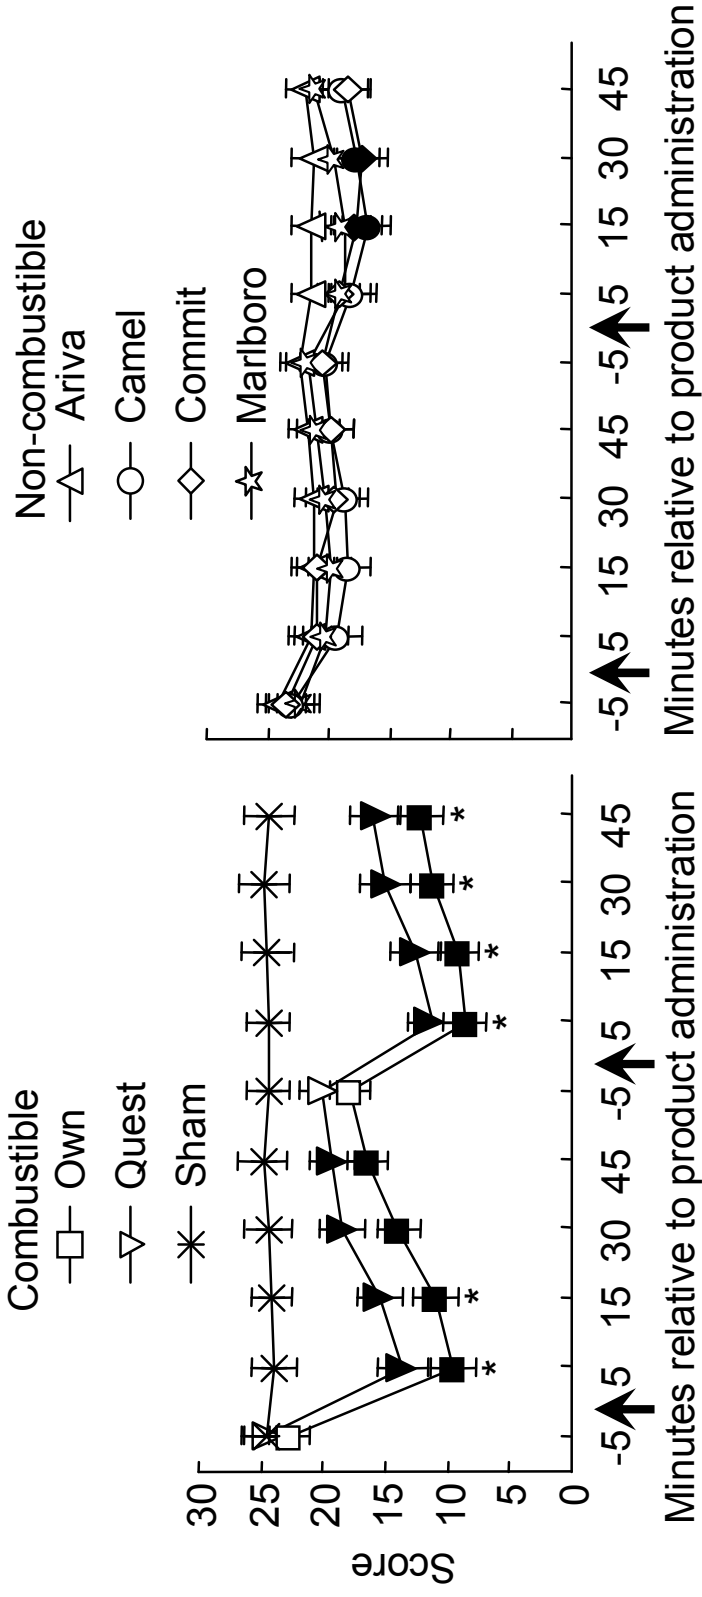 Combustible
Own
Quest
Sham
Non-combustible
Ariva
Camel
Commit
Marlboro
Score
30
25
20
15
10
5
0
* * * * * *
-5 5 15 30 45 -5 5 15 30 45
Minutes relative to product administration
-5 5 15 30 45 -5 5 15 30 45
Minutes relative to product administration